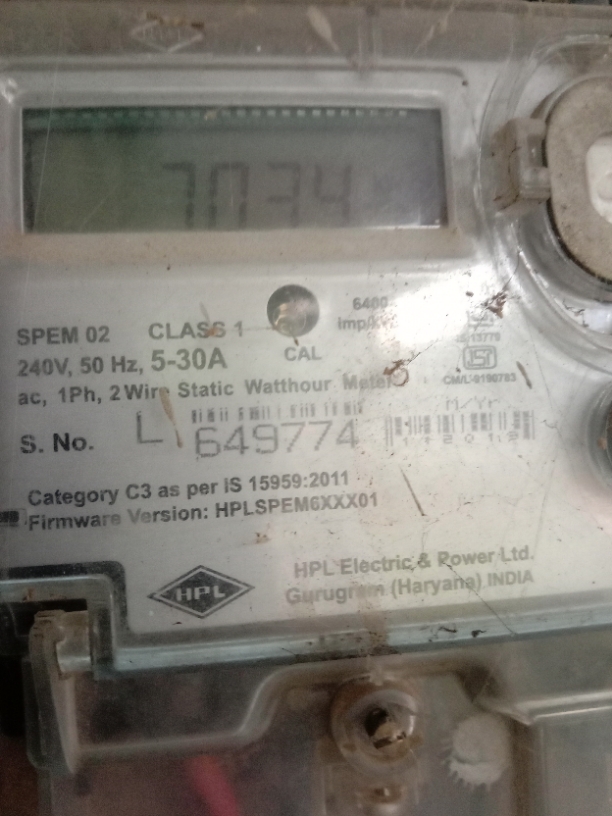 7034
SPEM 02 CLASS 1
240V, 50 Hz, 5-30A
CAL
ac, 1Ph, 2 Wire Static Watthour Meter
M/Yr
S. No. L 649774
Category C3 as per IS 15959:2011
Firmware Version: HPLSPEM6XXX01
HPL
HPL Electric & Power Ltd.
Gurugram (Haryana) INDIA